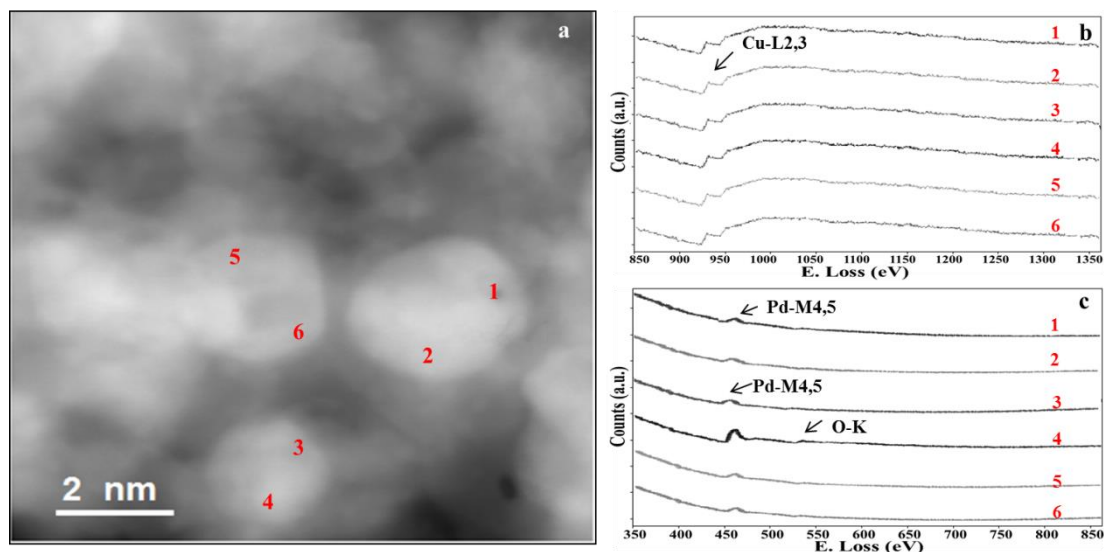 a
5
6
1
2
3
4
2 nm
b
Cu-L2,3
1
2
3
4
5
6
Counts (a.u.)
850 900 950 1000 1050 1100 1150 1200 1250 1300 1350
E. Loss (eV)
c
Pd-M4,5
1
2
Pd-M4,5
3
O-K
4
5
6
Counts (a.u.)
350 400 450 500 550 600 650 700 750 800 850
E. Loss (eV)